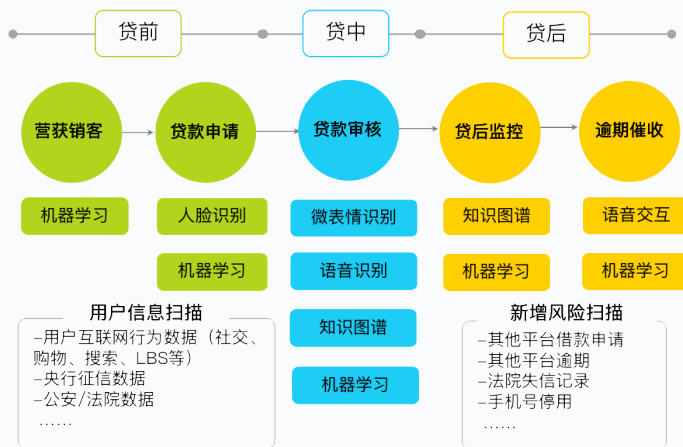 贷前
贷中
贷后
营获销客
贷款申请
贷款审核
贷后监控
逾期催收
机器学习
人脸识别
微表情识别
知识图谱
语音交互
机器学习
语音识别
机器学习
机器学习
知识图谱
机器学习
用户信息扫描
–用户互联网行为数据（社交、
购物、搜索、LBS等）
–央行征信数据
–公安/法院数据
……
新增风险扫描
–其他平台借款申请
–其他平台逾期
–法院失信记录
–手机号停用
……